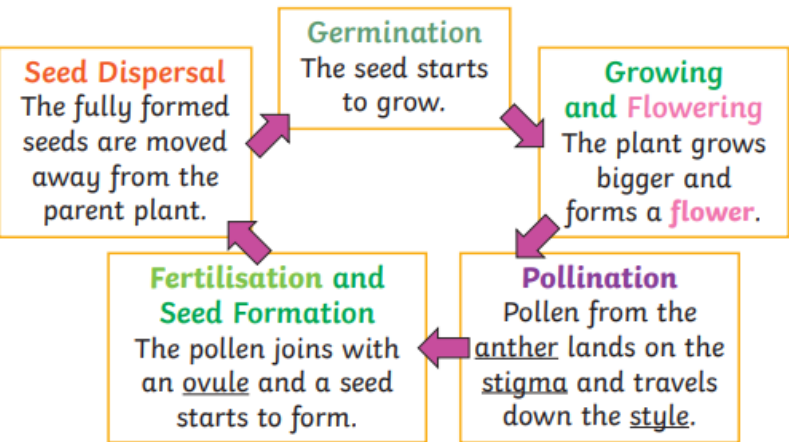 Germination
The seed starts
to grow.
Growing
and Flowering
The plant grows
bigger and
forms a flower.
Pollination
Pollen from the
anther lands on the
stigma and travels
down the style.
Fertilisation and
Seed Formation
The pollen joins with
an ovule and a seed
starts to form.
Seed Dispersal
The fully formed
seeds are moved
away from the
parent plant.